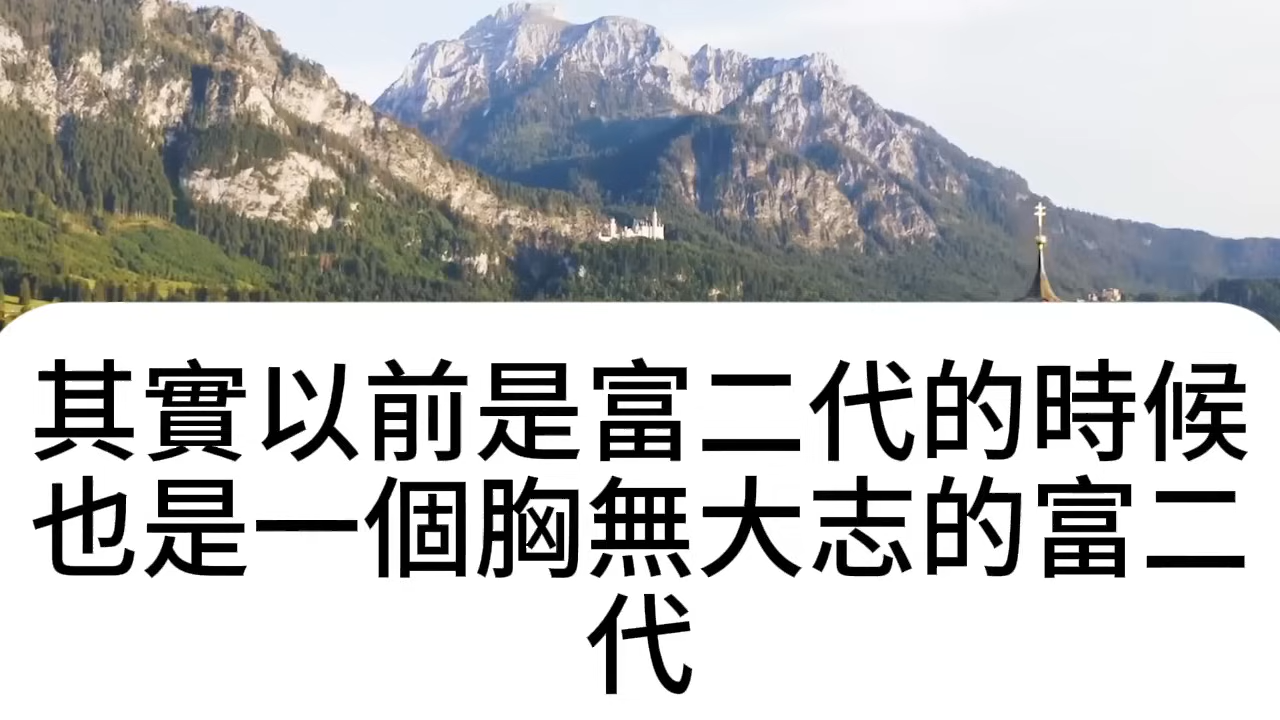 其實以前是富二代的時候
也是一個胸無大志的富二
代